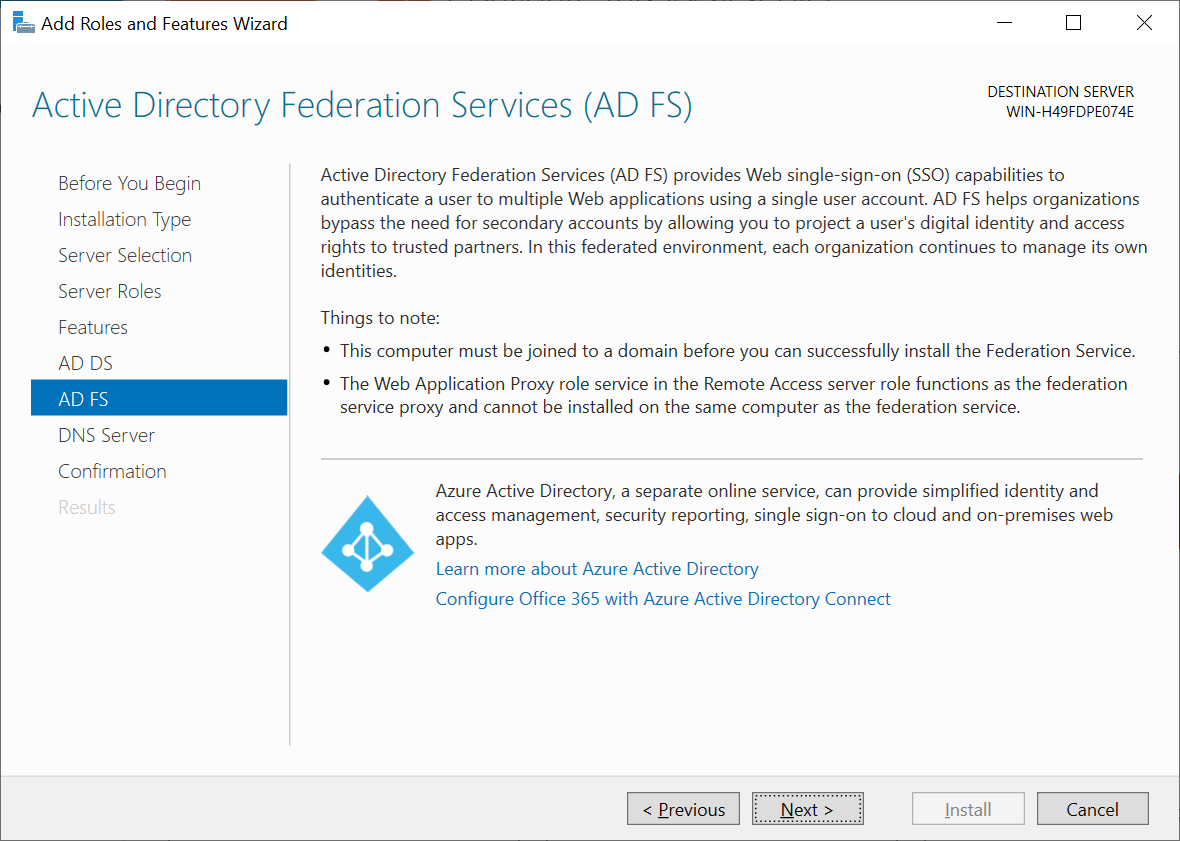 Add Roles and Features Wizard
Active Directory Federation Services (AD FS)
DESTINATION SERVER
WIN-H49FDPE074E
Before You Begin
Installation Type
Server Selection
Server Roles
Features
AD DS
AD FS
DNS Server
Confirmation
Results
Active Directory Federation Services (AD FS) provides Web single-sign-on (SSO) capabilities to
authenticate a user to multiple Web applications using a single user account. AD FS helps organizations
bypass the need for secondary accounts by allowing you to project a user's digital identity and access
rights to trusted partners. In this federated environment, each organization continues to manage its own
identities.
Things to note:
• This computer must be joined to a domain before you can successfully install the Federation Service.
• The Web Application Proxy role service in the Remote Access server role functions as the federation
service proxy and cannot be installed on the same computer as the federation service.
Azure Active Directory, a separate online service, can provide simplified identity and
access management, security reporting, single sign-on to cloud and on-premises web
apps.
Learn more about Azure Active Directory
Configure Office 365 with Azure Active Directory Connect
< Previous
Next >
Install
Cancel